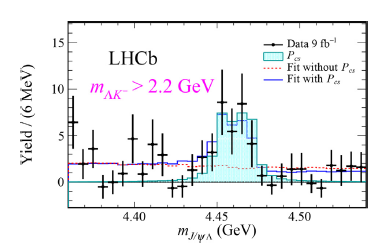 LHCb
m_{ΛK⁻} > 2.2 GeV
Data 9 fb⁻¹
P_{cs}
Fit without P_{cs}
Fit with P_{cs}
Yield / (6 MeV)
15
10
5
0
4.40
4.45
4.50
m_{J/ψΛ} (GeV)